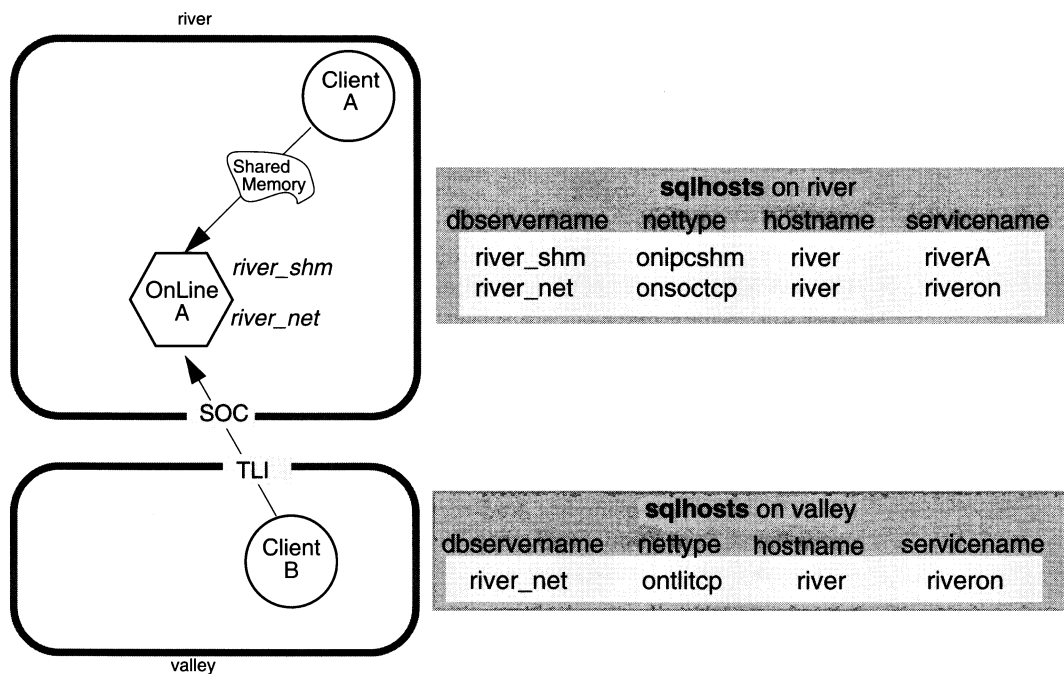 river
Client
A
Shared
Memory
OnLine
A
river_shm
river_net
SOC
TLI
Client
B
valley
sqlhosts on river
dbservername nettype hostname servicename
river_shm onipcshm river riverA
river_net onsoctcp river riveron
sqlhosts on valley
dbservername nettype hostname servicename
river_net ontlitcp river riveron